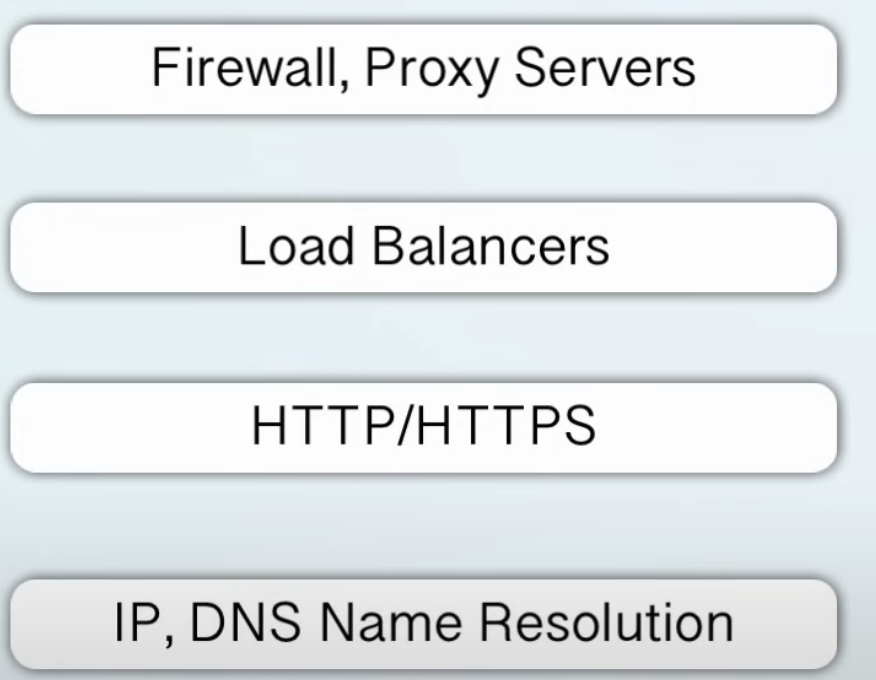 Firewall, Proxy Servers
Load Balancers
HTTP/HTTPS
IP, DNS Name Resolution